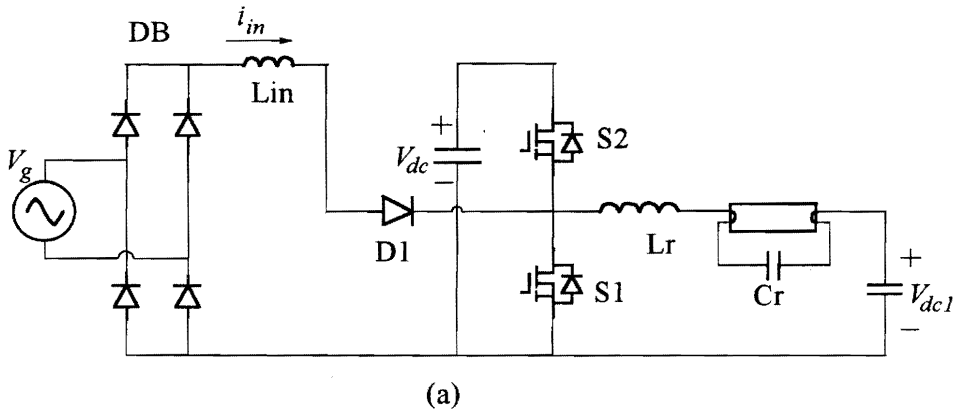 DB
i_in
Lin
V_g
+
V_dc
−
S2
D1
Lr
S1
Cr
+
V_dc1
−
(a)